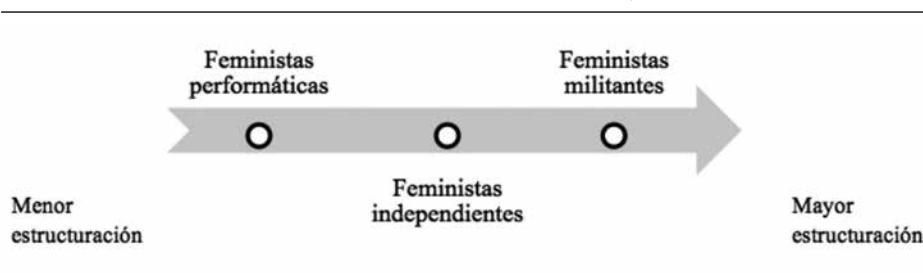 Feministas
performáticas
Feministas
militantes
Feministas
independientes
Menor
estructuración
Mayor
estructuración